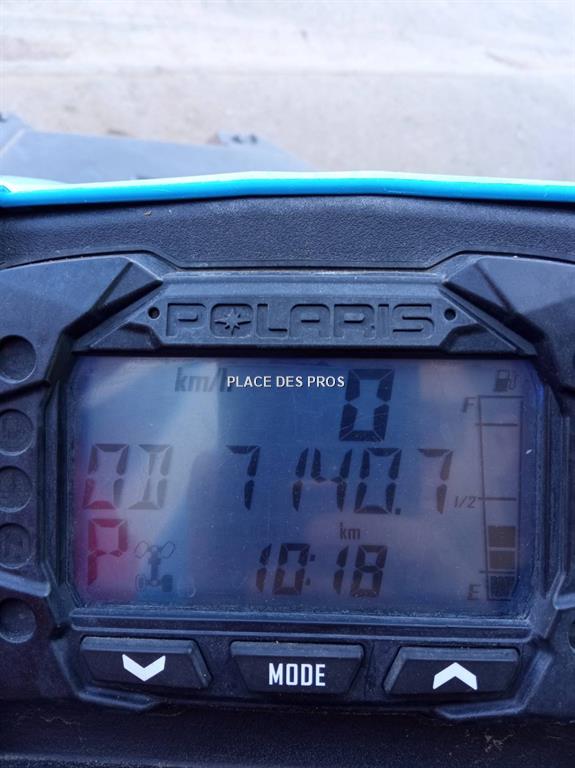 POLARIS
km/h
PLACE DES PROS
0
F
OD 7140.7
1/2
P
km
10:18
E
MODE